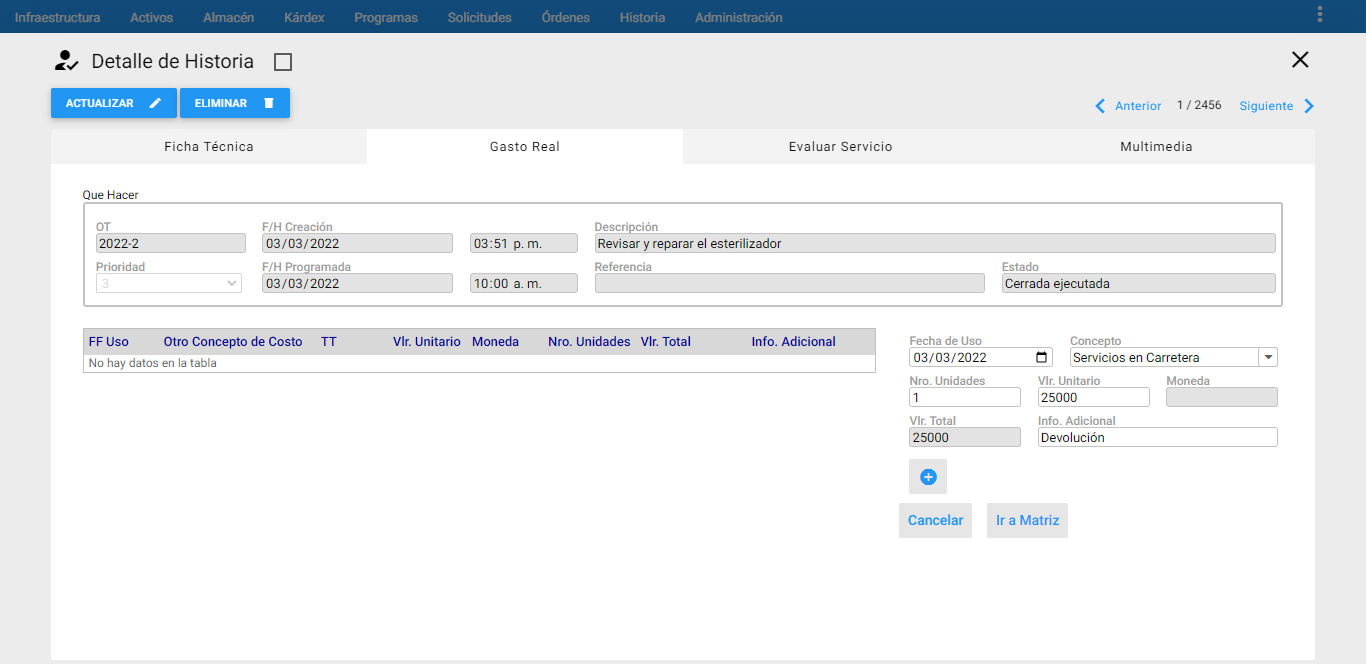 Infraestructura Activos Almacén Kárdex Programas Solicitudes Órdenes Historia Administración
Detalle de Historia
ACTUALIZAR ELIMINAR
Anterior 1 / 2456 Siguiente
Ficha Técnica Gasto Real Evaluar Servicio Multimedia
Que Hacer
OT F/H Creación Descripción
2022-2 03/03/2022 03:51 p. m. Revisar y reparar el esterilizador
Prioridad F/H Programada Referencia Estado
3 03/03/2022 10:00 a. m. Cerrada ejecutada
FF Uso Otro Concepto de Costo TT Vlr. Unitario Moneda Nro. Unidades Vlr. Total Info. Adicional
No hay datos en la tabla
Fecha de Uso Concepto
03/03/2022 Servicios en Carretera
Nro. Unidades Vlr. Unitario Moneda
1 25000
Vlr. Total Info. Adicional
25000 Devolución
Cancelar Ir a Matriz